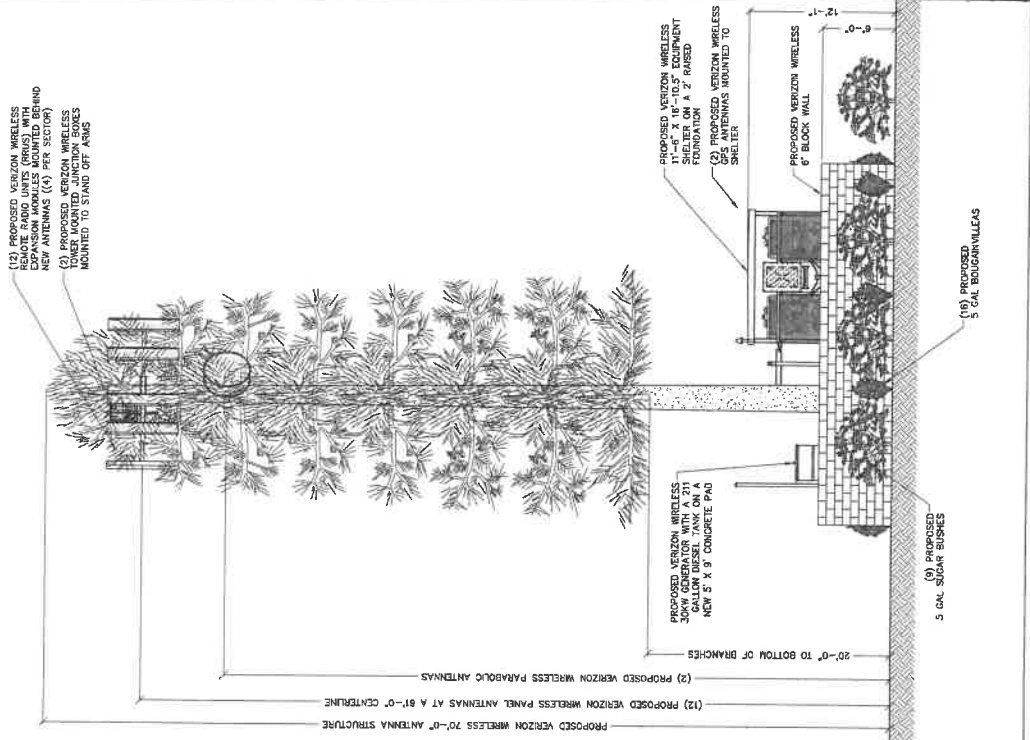 (12) PROPOSED VERIZON WIRELESS
REMOTE RADIO UNITS (RRUS) WITH
EXPANSION MODULES MOUNTED BEHIND
NEW ANTENNAS ((4) PER SECTOR)
(2) PROPOSED VERIZON WIRELESS
TOWER MOUNTED JUNCTION BOXES
MOUNTED TO STAND OFF ARMS
PROPOSED VERIZON WIRELESS
11'-6" X 16'-10.5" EQUIPMENT
SHELTER ON A 2' RAISED
FOUNDATION
(2) PROPOSED VERIZON WIRELESS
GPS ANTENNAS MOUNTED TO
SHELTER
PROPOSED VERIZON WIRELESS
6' BLOCK WALL
12'-1"
6'-0"
PROPOSED VERIZON WIRELESS
30KW GENERATOR WITH A 211
GALLON DIESEL TANK ON A
NEW 5' X 9' CONCRETE PAD
(16) PROPOSED
5 GAL BOUGAINVILLEAS
(9) PROPOSED
5 GAL SUGAR BUSHES
20'-0" TO BOTTOM OF BRANCHES
(2) PROPOSED VERIZON WIRELESS PARABOLIC ANTENNAS
(12) PROPOSED VERIZON WIRELESS PANEL ANTENNAS AT A 61'-0" CENTERLINE
PROPOSED VERIZON WIRELESS 70'-0" ANTENNA STRUCTURE